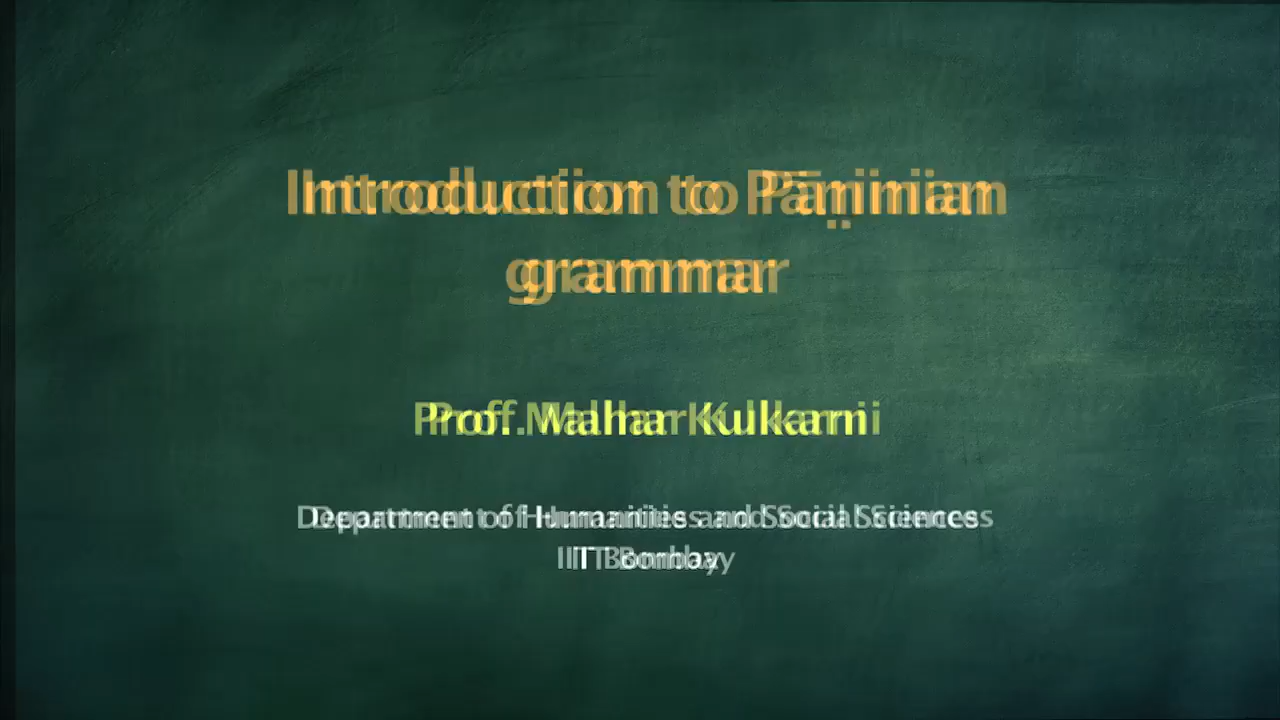 Introduction to Pāṇinian
grammar
Prof. Malhar Kulkarni
Department of Humanities and Social Sciences
IIT Bombay